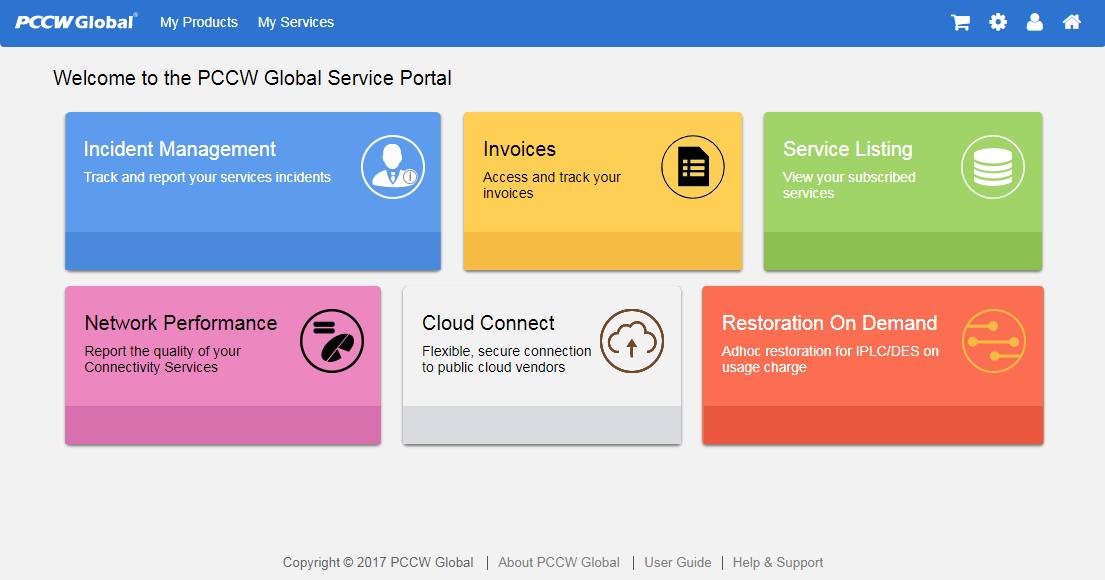 PCCW Global® My Products My Services
Welcome to the PCCW Global Service Portal
Incident Management
Track and report your services incidents
Invoices
Access and track your
invoices
Service Listing
View your subscribed
services
Network Performance
Report the quality of your
Connectivity Services
Cloud Connect
Flexible, secure connection
to public cloud vendors
Restoration On Demand
Adhoc restoration for IPLC/DES on
usage charge
Copyright © 2017 PCCW Global | About PCCW Global | User Guide | Help & Support